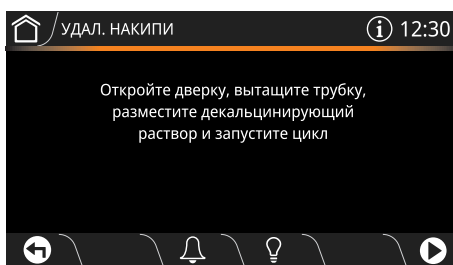 УДАЛ. НАКИПИ
12:30
Откройте дверку, вытащите трубку,
разместите декальцинирующий
раствор и запустите цикл